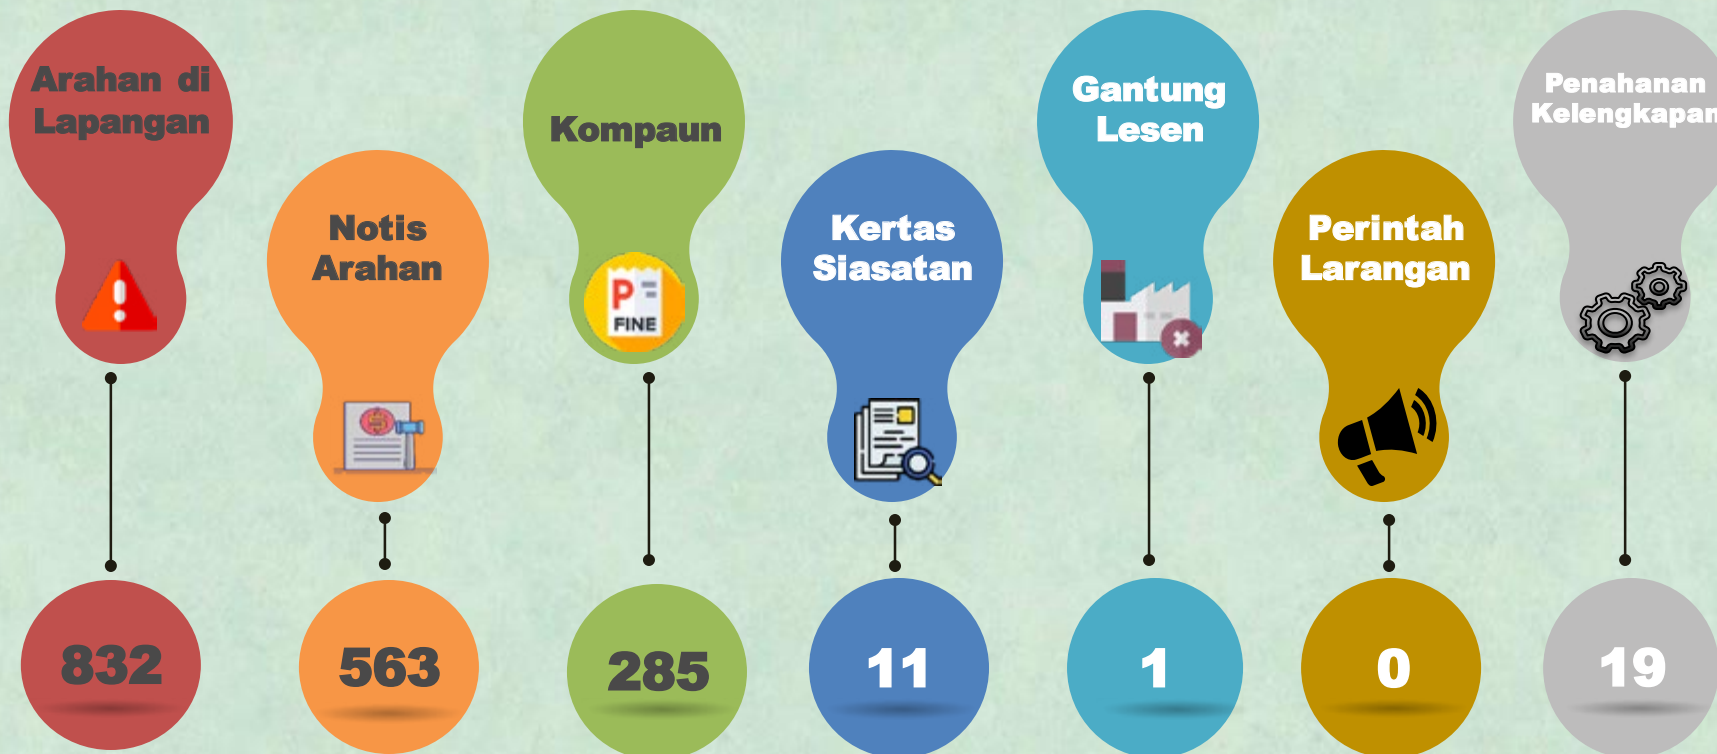 Arahan di
Lapangan
832
Notis
Arahan
563
Kompaun
P
FINE
285
Kertas
Siasatan
11
Gantung
Lesen
1
Perintah
Larangan
0
Penahanan
Kelengkapan
19